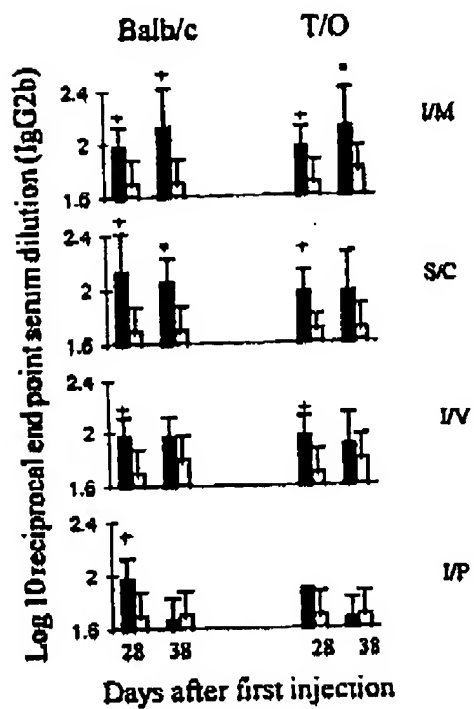 Balb/c T/O
Log 10 reciprocal end point serum dilution (IgG2b)
+ + + *
2.4
2
1.6
I/M
+ * +
2.4
2
1.6
S/C
+ +
2.4
2
1.6
I/V
+
2.4
2
1.6
I/P
28 38 28 38
Days after first injection